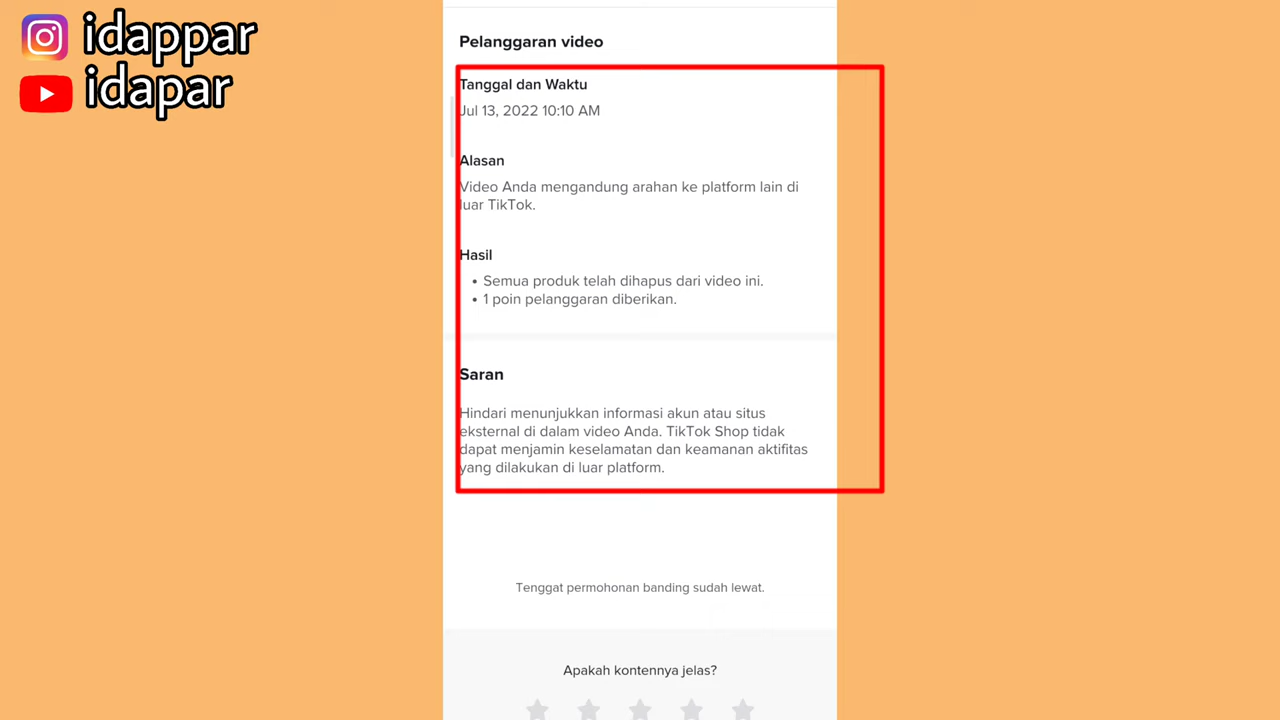 idappar
idapar
Pelanggaran video
Tanggal dan Waktu
Jul 13, 2022 10:10 AM
Alasan
Video Anda mengandung arahan ke platform lain di
luar TikTok.
Hasil
• Semua produk telah dihapus dari video ini.
• 1 poin pelanggaran diberikan.
Saran
Hindari menunjukkan informasi akun atau situs
eksternal di dalam video Anda. TikTok Shop tidak
dapat menjamin keselamatan dan keamanan aktifitas
yang dilakukan di luar platform.
Tenggat permohonan banding sudah lewat.
Apakah kontennya jelas?